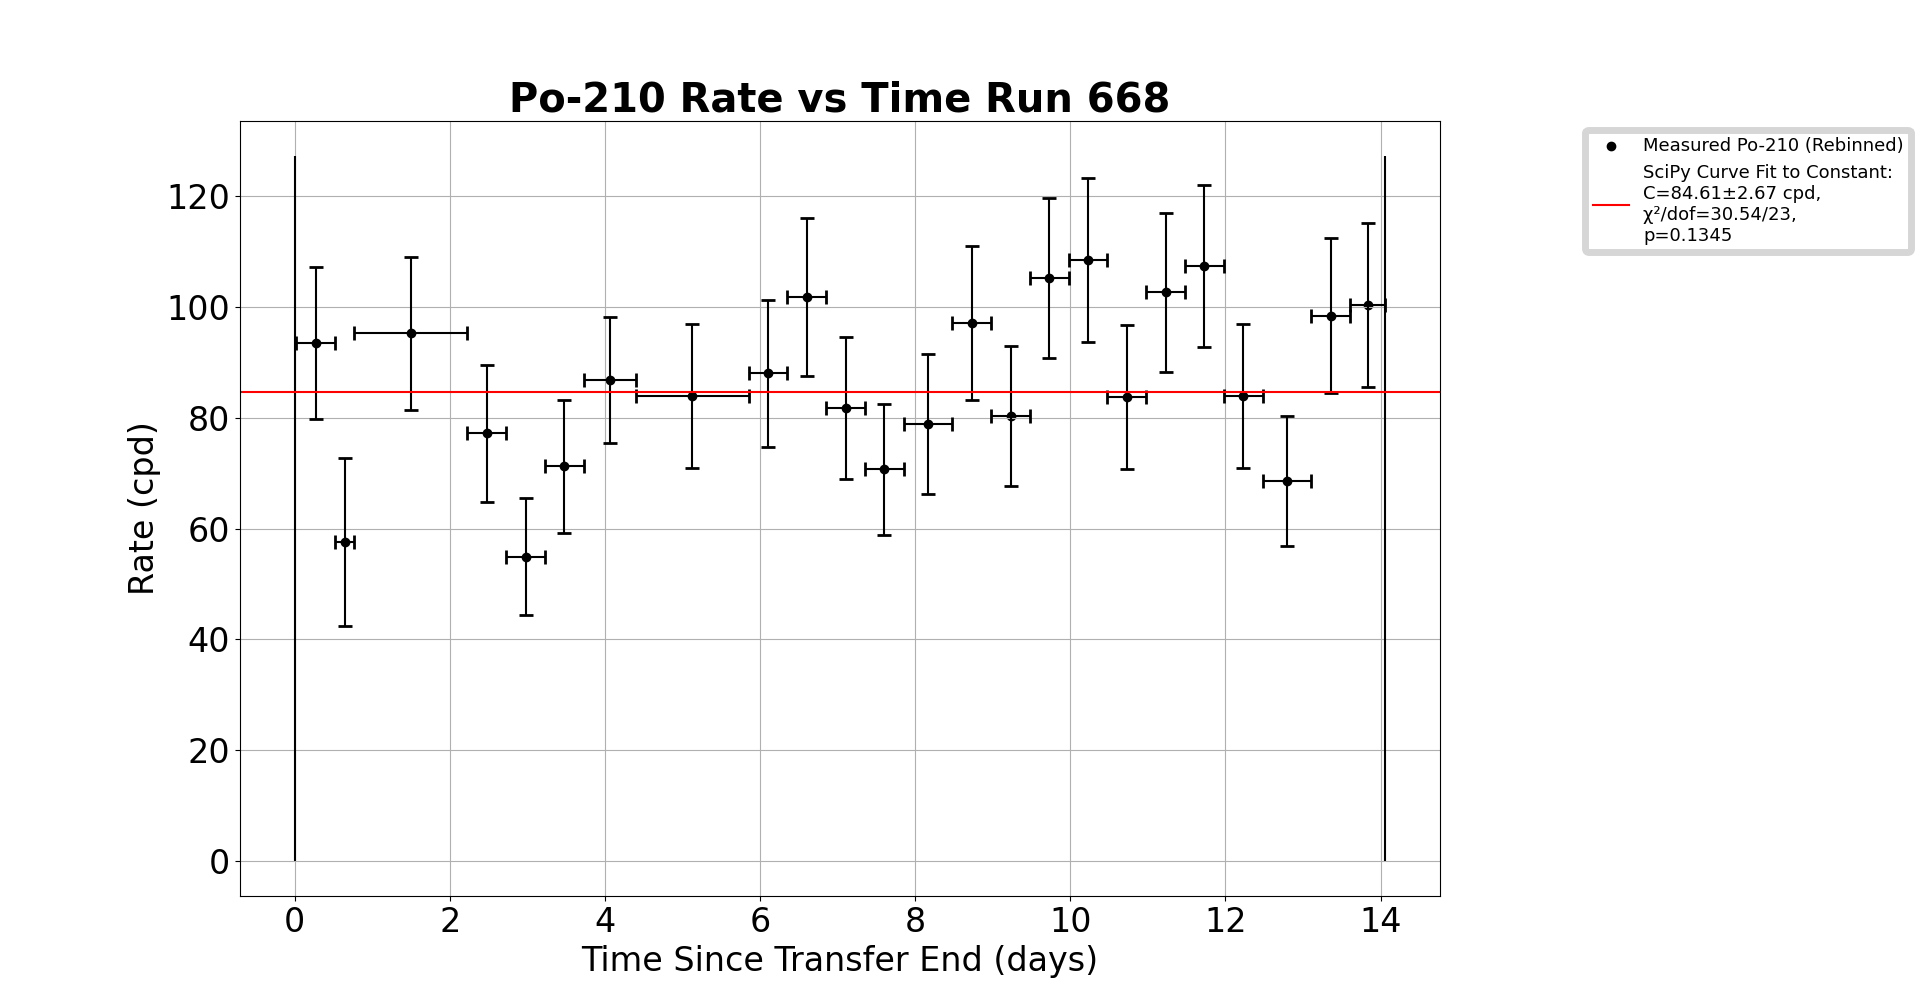 Po-210 Rate vs Time Run 668
Measured Po-210 (Rebinned)
SciPy Curve Fit to Constant:
C=84.61±2.67 cpd,
χ²/dof=30.54/23,
p=0.1345
Rate (cpd)
120
100
80
60
40
20
0
0 2 4 6 8 10 12 14
Time Since Transfer End (days)